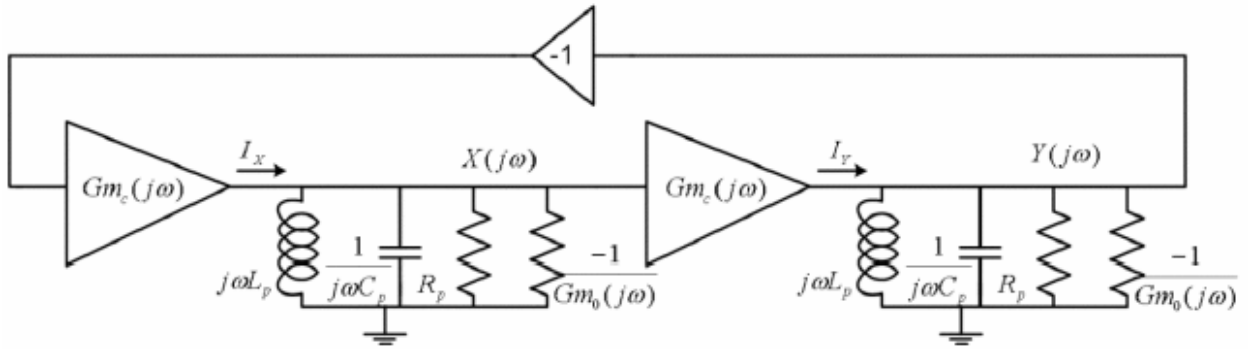 -1
I_X
X(jω)
I_Y
Y(jω)
Gm_c(jω)
Gm_c(jω)
jωL_p
1/jωC_p
R_p
-1/Gm_0(jω)
jωL_p
1/jωC_p
R_p
-1/Gm_0(jω)